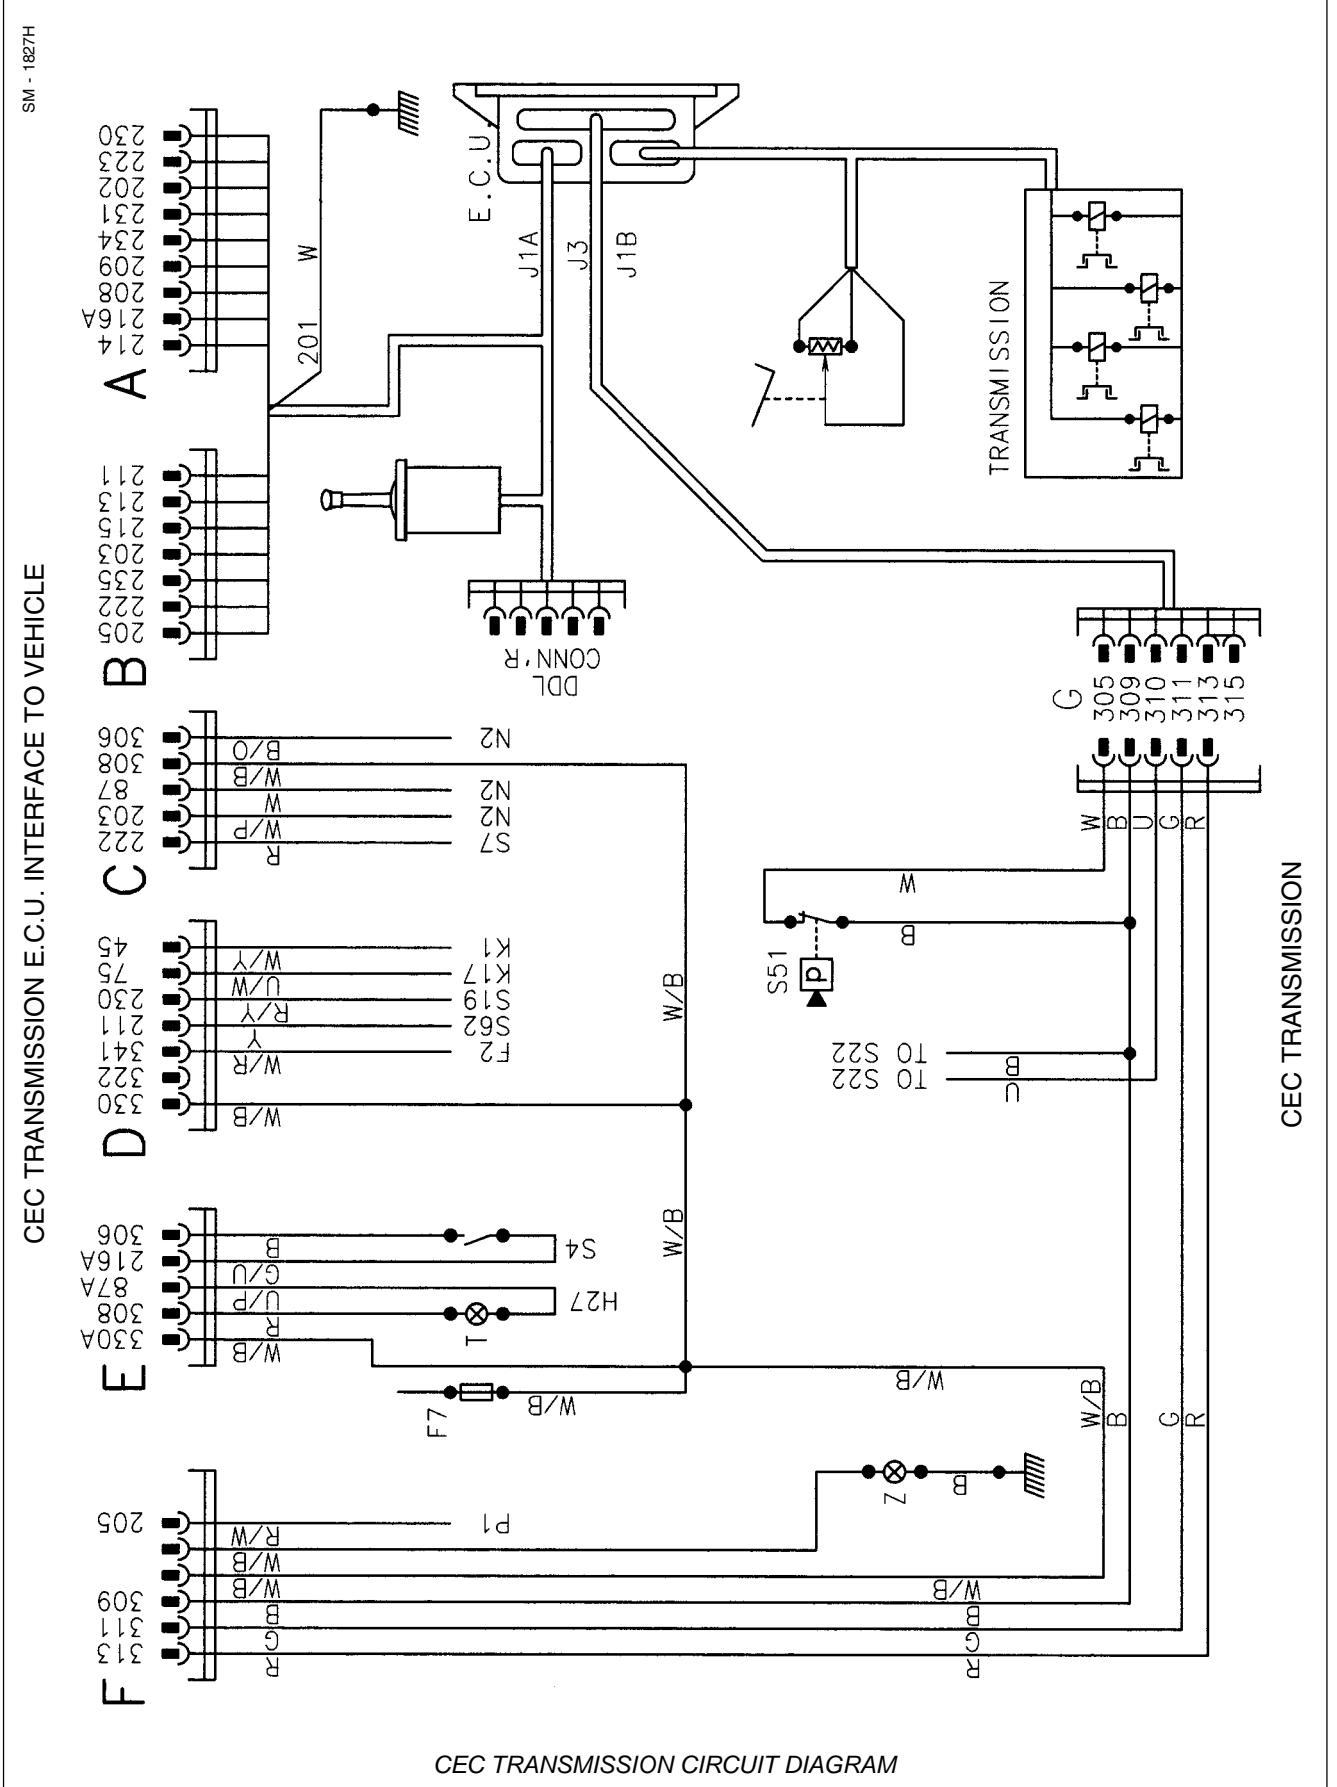 SM - 1827H
CEC TRANSMISSION E.C.U. INTERFACE TO VEHICLE
A
230
223
202
231
234
209
208
216A
214
201 W
B
211
213
215
203
235
222
205
C
306
308
87
203
222
B/O
W/B
W
W/P
R
N2
N2
N2
S7
D
45
75
230
211
341
322
330
W/Y
U/W
R/Y
Y
W/R
W/B
K1
K17
S19
S62
F2
E
306
216A
87A
308
330A
B
G/U
U/P
R
W/B
S4
H27
T
F7
W/B
W/B
W/B
W/B
F
205
309
311
313
R/W
W/B
W/B
B
G
R
P1
Z
B
W/B
B
G
R
W/B
B
G
R
E.C.U.
J1A
J3
J1B
DDL
CONN'R
TRANSMISSION
G
305
309
310
311
313
315
W
B
U
G
R
W
B
S51
P
TO S22
TO S22
B
U
CEC TRANSMISSION
CEC TRANSMISSION CIRCUIT DIAGRAM